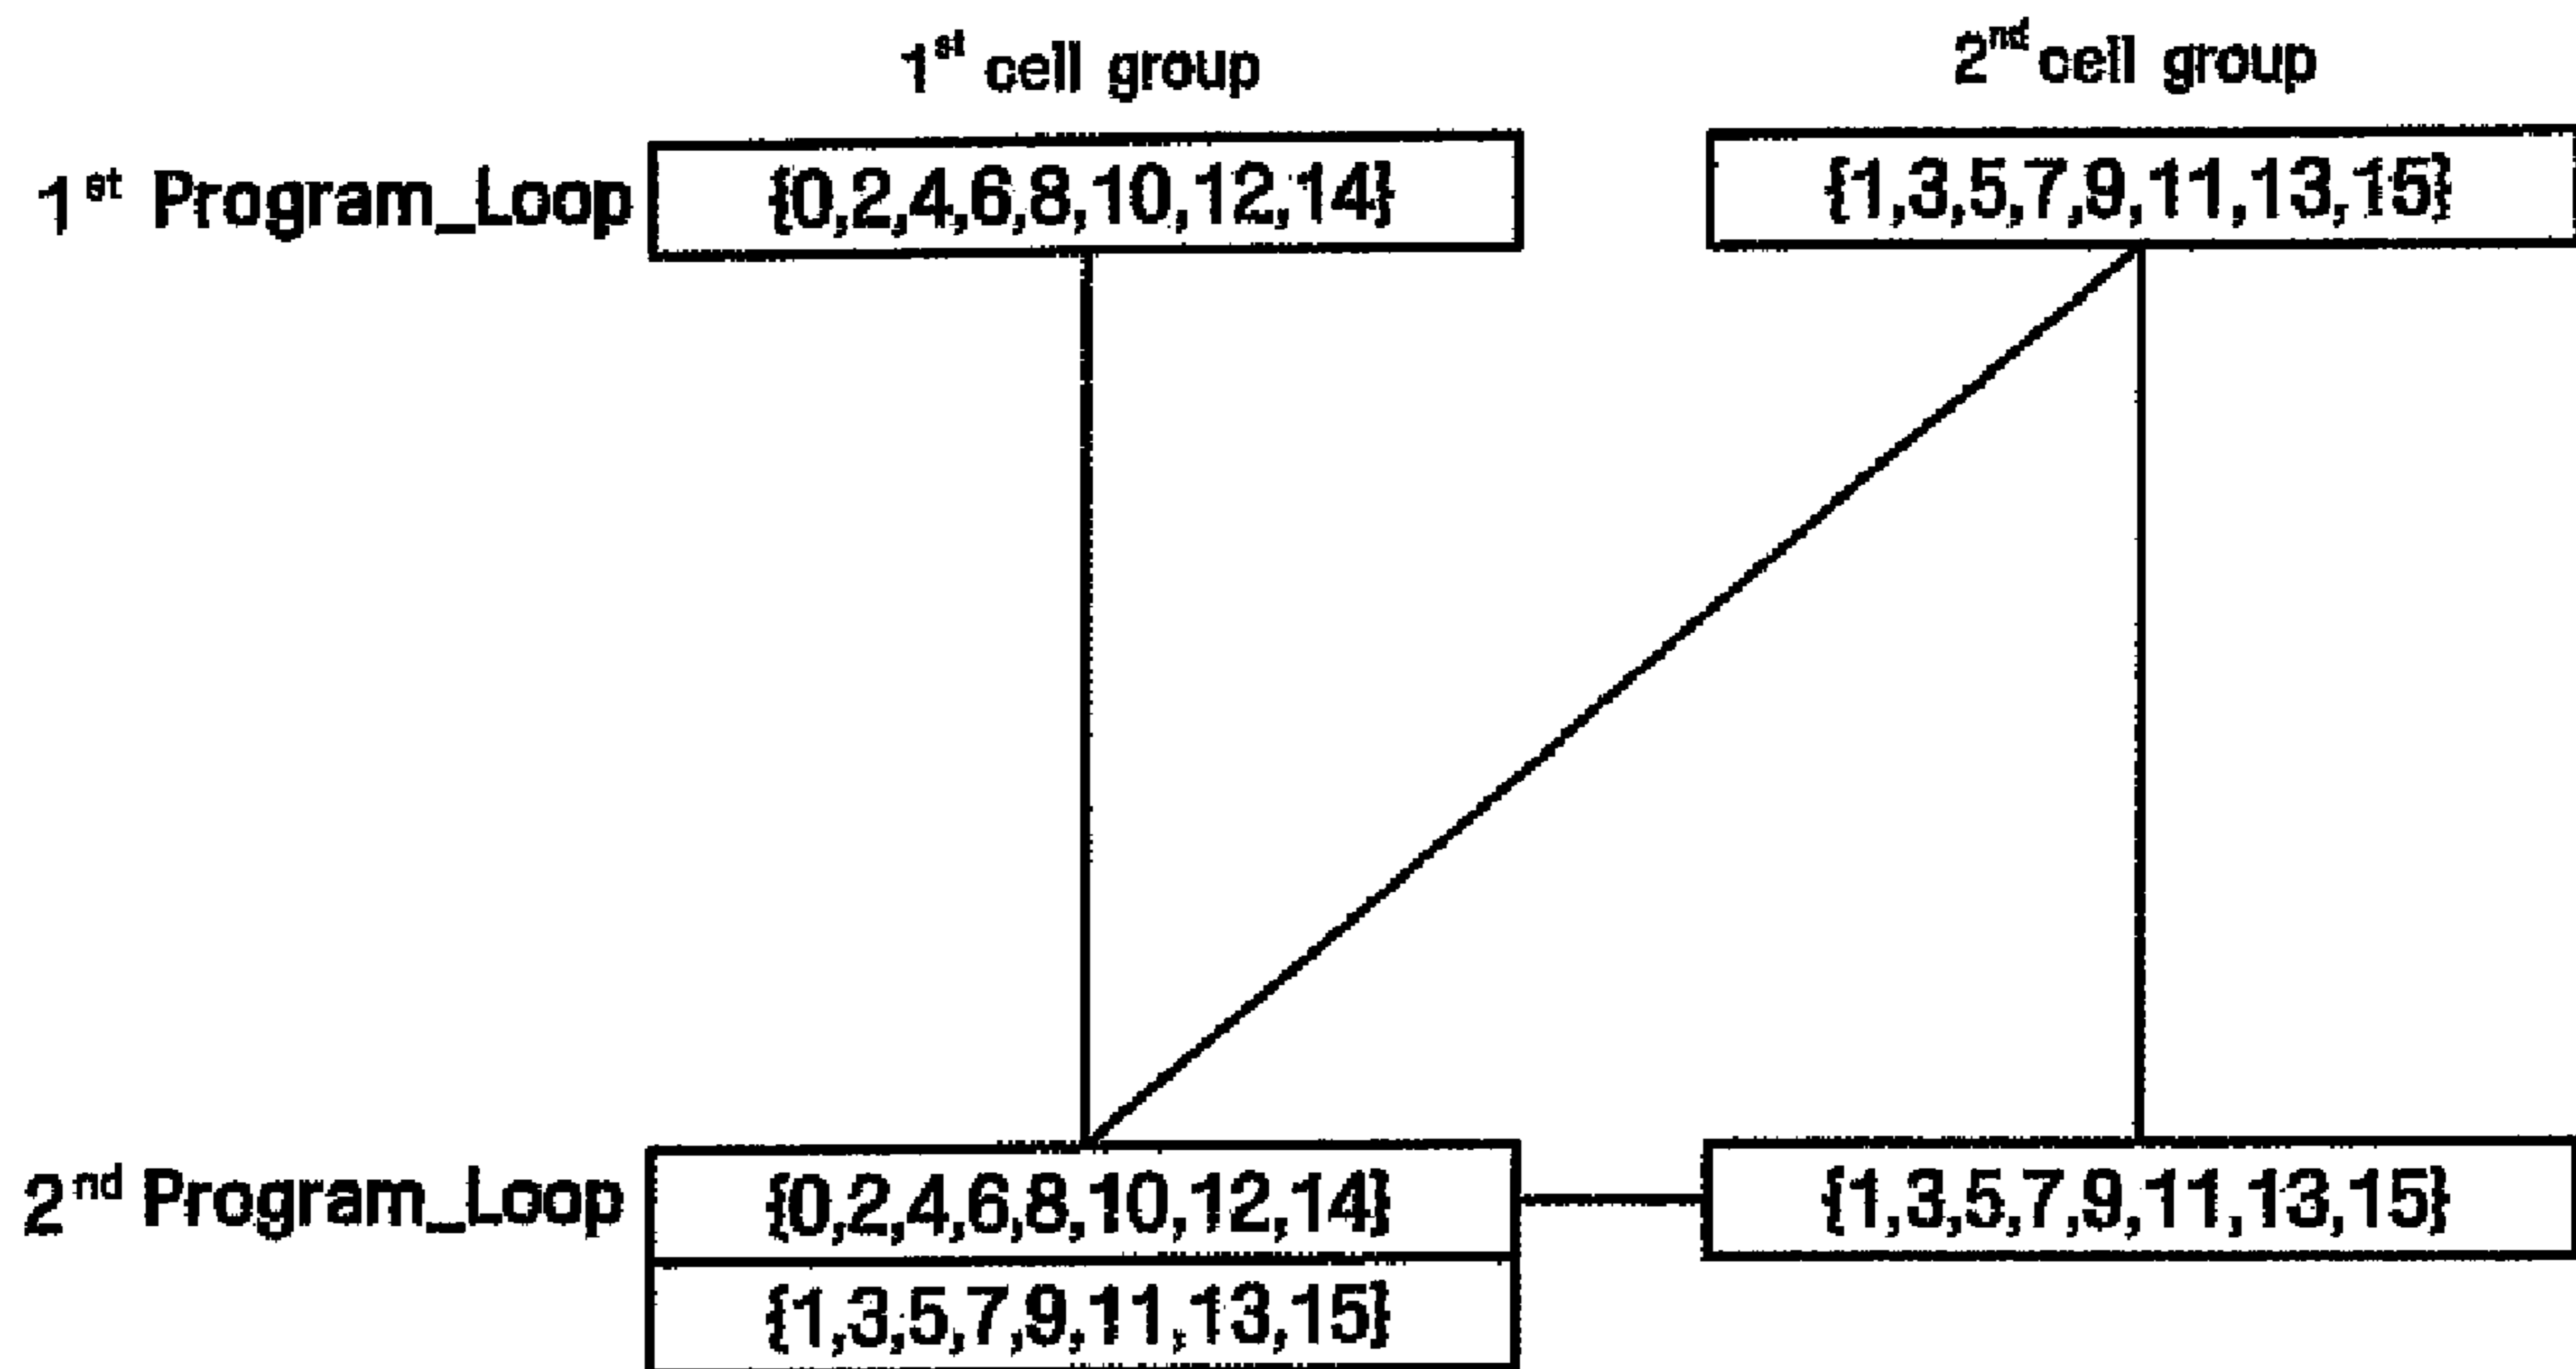 1st cell group 2nd cell group
1st Program_Loop {0,2,4,6,8,10,12,14} {1,3,5,7,9,11,13,15}
2nd Program_Loop {0,2,4,6,8,10,12,14} {1,3,5,7,9,11,13,15}
{1,3,5,7,9,11,13,15}